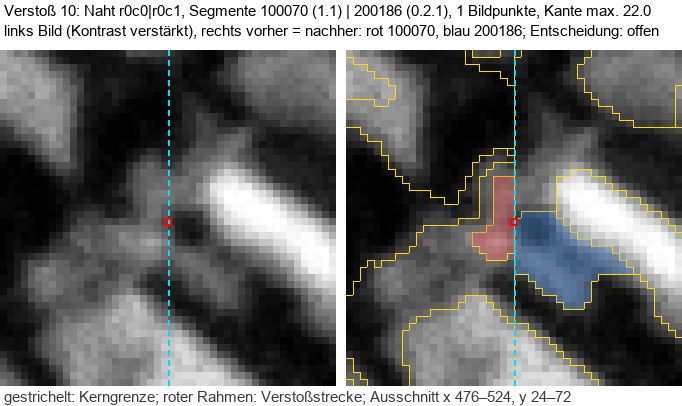 Verstoß 10: Naht r0c0|r0c1, Segmente 100070 (1.1) | 200186 (0.2.1), 1 Bildpunkte, Kante max. 22.0
links Bild (Kontrast verstärkt), rechts vorher = nachher: rot 100070, blau 200186; Entscheidung: offen
gestrichelt: Kerngrenze; roter Rahmen: Verstoßstrecke; Ausschnitt x 476–524, y 24–72